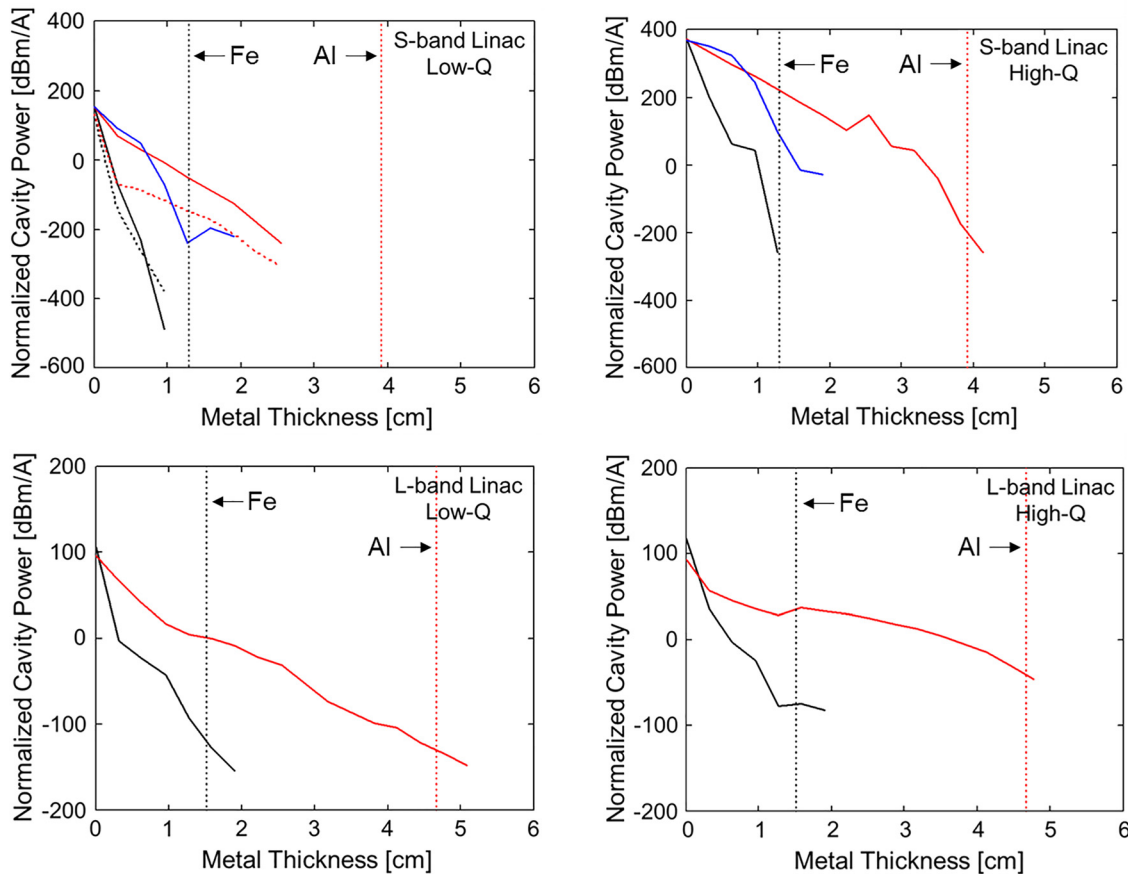 Normalized Cavity Power [dBm/A]
400
200
0
-200
-400
-600
Fe
Al
S-band Linac
Low-Q
0 1 2 3 4 5 6
Metal Thickness [cm]
Normalized Cavity Power [dBm/A]
400
200
0
-200
-400
-600
Fe
Al
S-band Linac
High-Q
0 1 2 3 4 5 6
Metal Thickness [cm]
Normalized Cavity Power [dBm/A]
200
100
0
-100
-200
Fe
Al
L-band Linac
Low-Q
0 1 2 3 4 5 6
Metal Thickness [cm]
Normalized Cavity Power [dBm/A]
200
100
0
-100
-200
Fe
Al
L-band Linac
High-Q
0 1 2 3 4 5 6
Metal Thickness [cm]